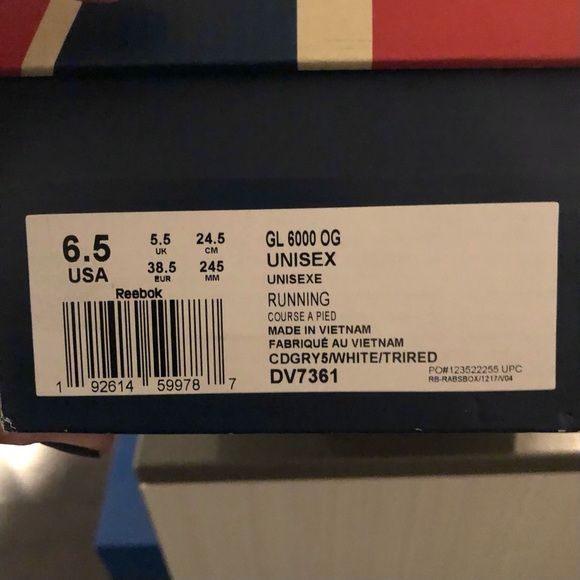 6.5
USA
5.5
UK
24.5
CM
38.5
EUR
245
MM
Reebok
1 92614 59978 7
GL 6000 OG
UNISEX
UNISEXE
RUNNING
COURSE A PIED
MADE IN VIETNAM
FABRIQUÉ AU VIETNAM
CDGRY5/WHITE/TRIRED
DV7361
PO#123522255 UPC
RB-RABSBOX/1217/V04